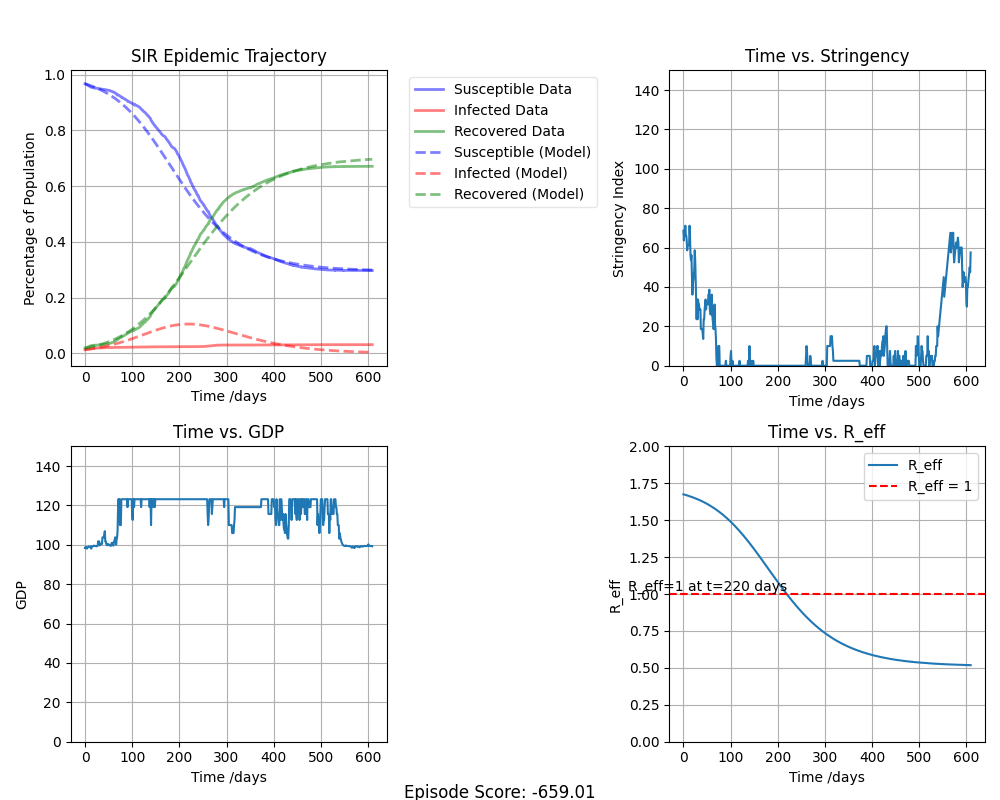 SIR Epidemic Trajectory
1.0
0.8
0.6
0.4
0.2
0.0
Percentage of Population
0 100 200 300 400 500 600
Time /days
Susceptible Data
Infected Data
Recovered Data
Susceptible (Model)
Infected (Model)
Recovered (Model)
Time vs. Stringency
140
120
100
80
60
40
20
0
Stringency Index
0 100 200 300 400 500 600
Time /days
Time vs. GDP
140
120
100
80
60
40
20
0
GDP
0 100 200 300 400 500 600
Time /days
Time vs. R_eff
2.00
1.75
1.50
1.25
1.00
0.75
0.50
0.25
0.00
R_eff
R_eff
R_eff = 1
R_eff=1 at t=220 days
0 100 200 300 400 500 600
Time /days
Episode Score: -659.01